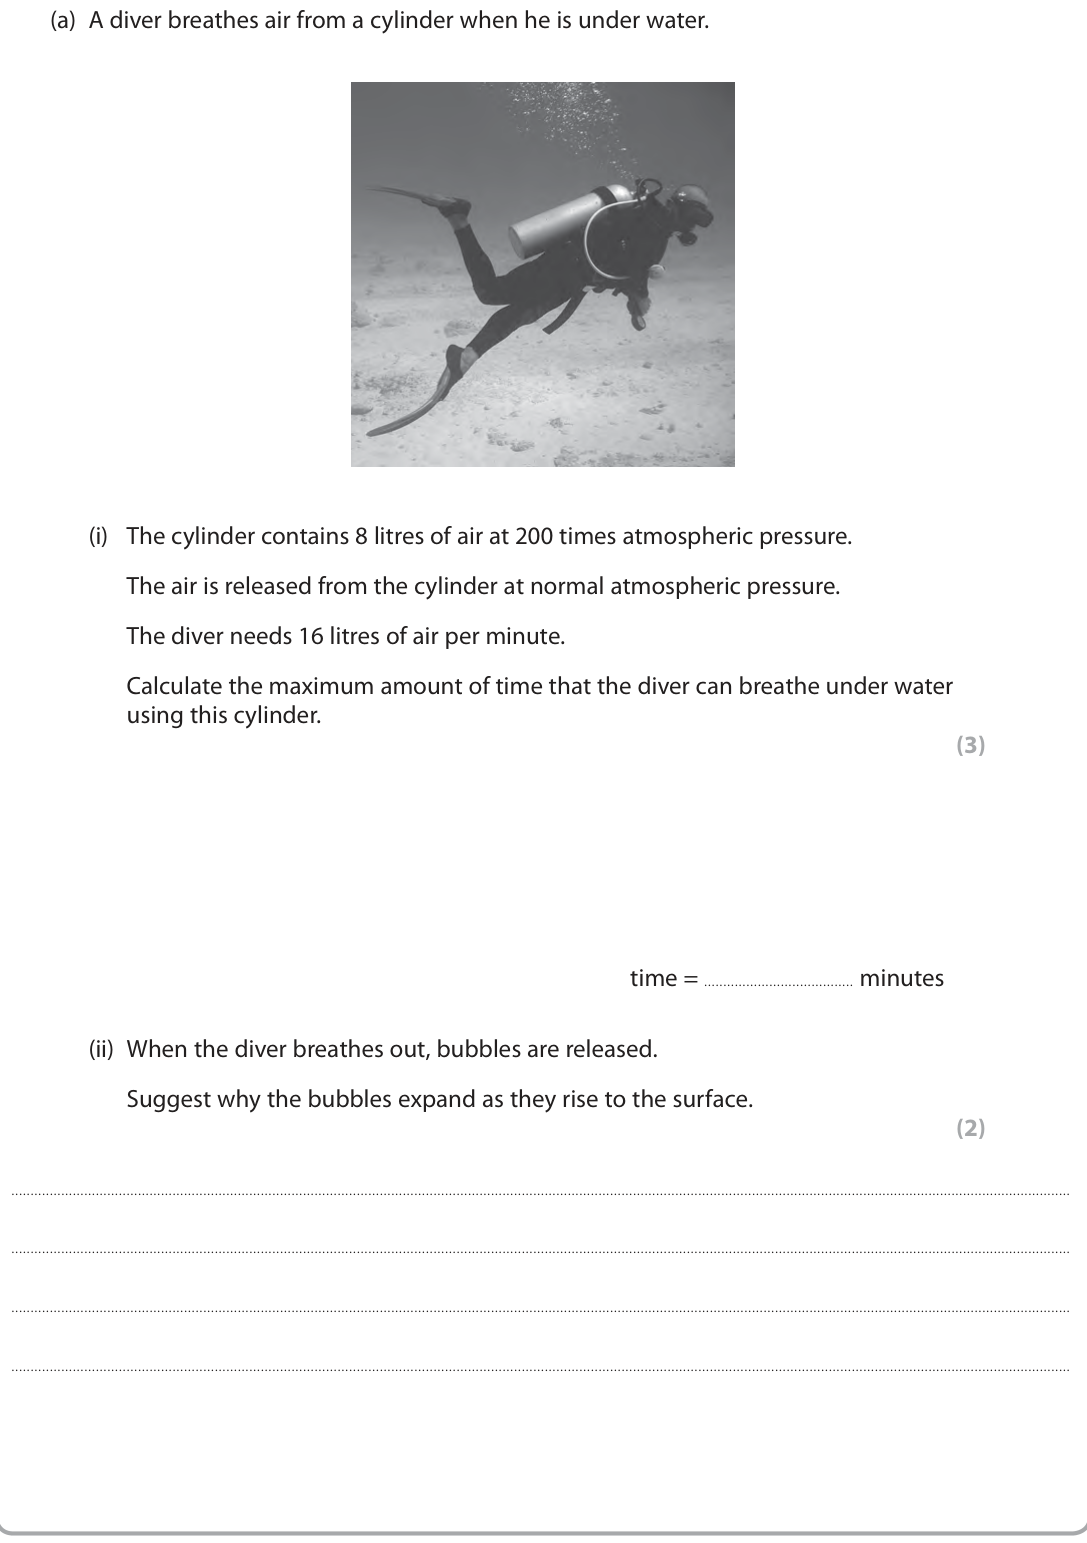 (a) A diver breathes air from a cylinder when he is under water.
(i) The cylinder contains 8 litres of air at 200 times atmospheric pressure.
The air is released from the cylinder at normal atmospheric pressure.
The diver needs 16 litres of air per minute.
Calculate the maximum amount of time that the diver can breathe under water
using this cylinder.
(3)
time = .................................... minutes
(ii) When the diver breathes out, bubbles are released.
Suggest why the bubbles expand as they rise to the surface.
(2)